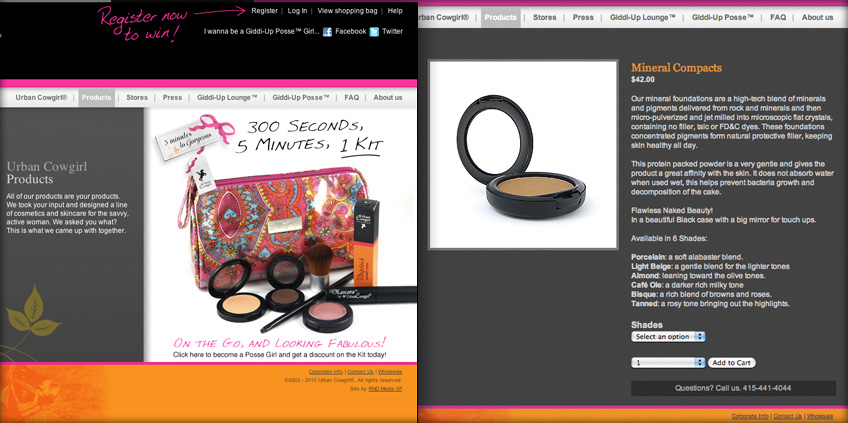 Register now
to win!
Register | Log In | View shopping bag | Help
I wanna be a Giddi-Up Posse™ Girl... Facebook Twitter
Urban Cowgirl® | Products | Stores | Press | Giddi-Up Lounge™ | Giddi-Up Posse™ | FAQ | About us
Urban Cowgirl
Products
All of our products are your products.
We took your input and designed a line
of cosmetics and skincare for the savvy,
active woman. We asked you what?
This is what we came up with together.
300 SECONDS,
5 MINUTES, 1 KIT
5 minutes
to Gorgeous
ON THE GO, AND LOOKING FABULOUS!
Click here to become a Posse Girl and get a discount on the Kit today!
Corporate Info | Contact Us | Wholesale
©2002 - 2010 Urban Cowgirl®, All rights reserved.
Site by RND Media SF
rban Cowgirl® | Products | Stores | Press | Giddi-Up Lounge™ | Giddi-Up Posse™ | FAQ | About us
Mineral Compacts
$42.00
Our mineral foundations are a high-tech blend of minerals
and pigments delivered from rock and minerals and then
micro-pulverized and jet milled into microscopic flat crystals,
containing no filler, talc or FD&C dyes. These foundations
concentrated pigments form natural protective filler, keeping
skin healthy all day.
This protein packed powder is a very gentle and gives the
product a great affinity with the skin. It does not absorb water
when used wet, this helps prevent bacteria growth and
decomposition of the cake.
Flawless Naked Beauty!
In a beautiful Black case with a big mirror for touch ups.
Available in 6 Shades:
Porcelain: a soft alabaster blend.
Light Beige: a gentle blend for the lighter tones
Almond: leaning toward the olive tones.
Café Ole: a darker rich milky tone
Bisque: a rich blend of browns and roses.
Tanned: a rosy tone bringing out the highlights.
Shades
Select an option
1 Add to Cart
Questions? Call us. 415-441-4044
Corporate Info | Contact Us | Wholesale